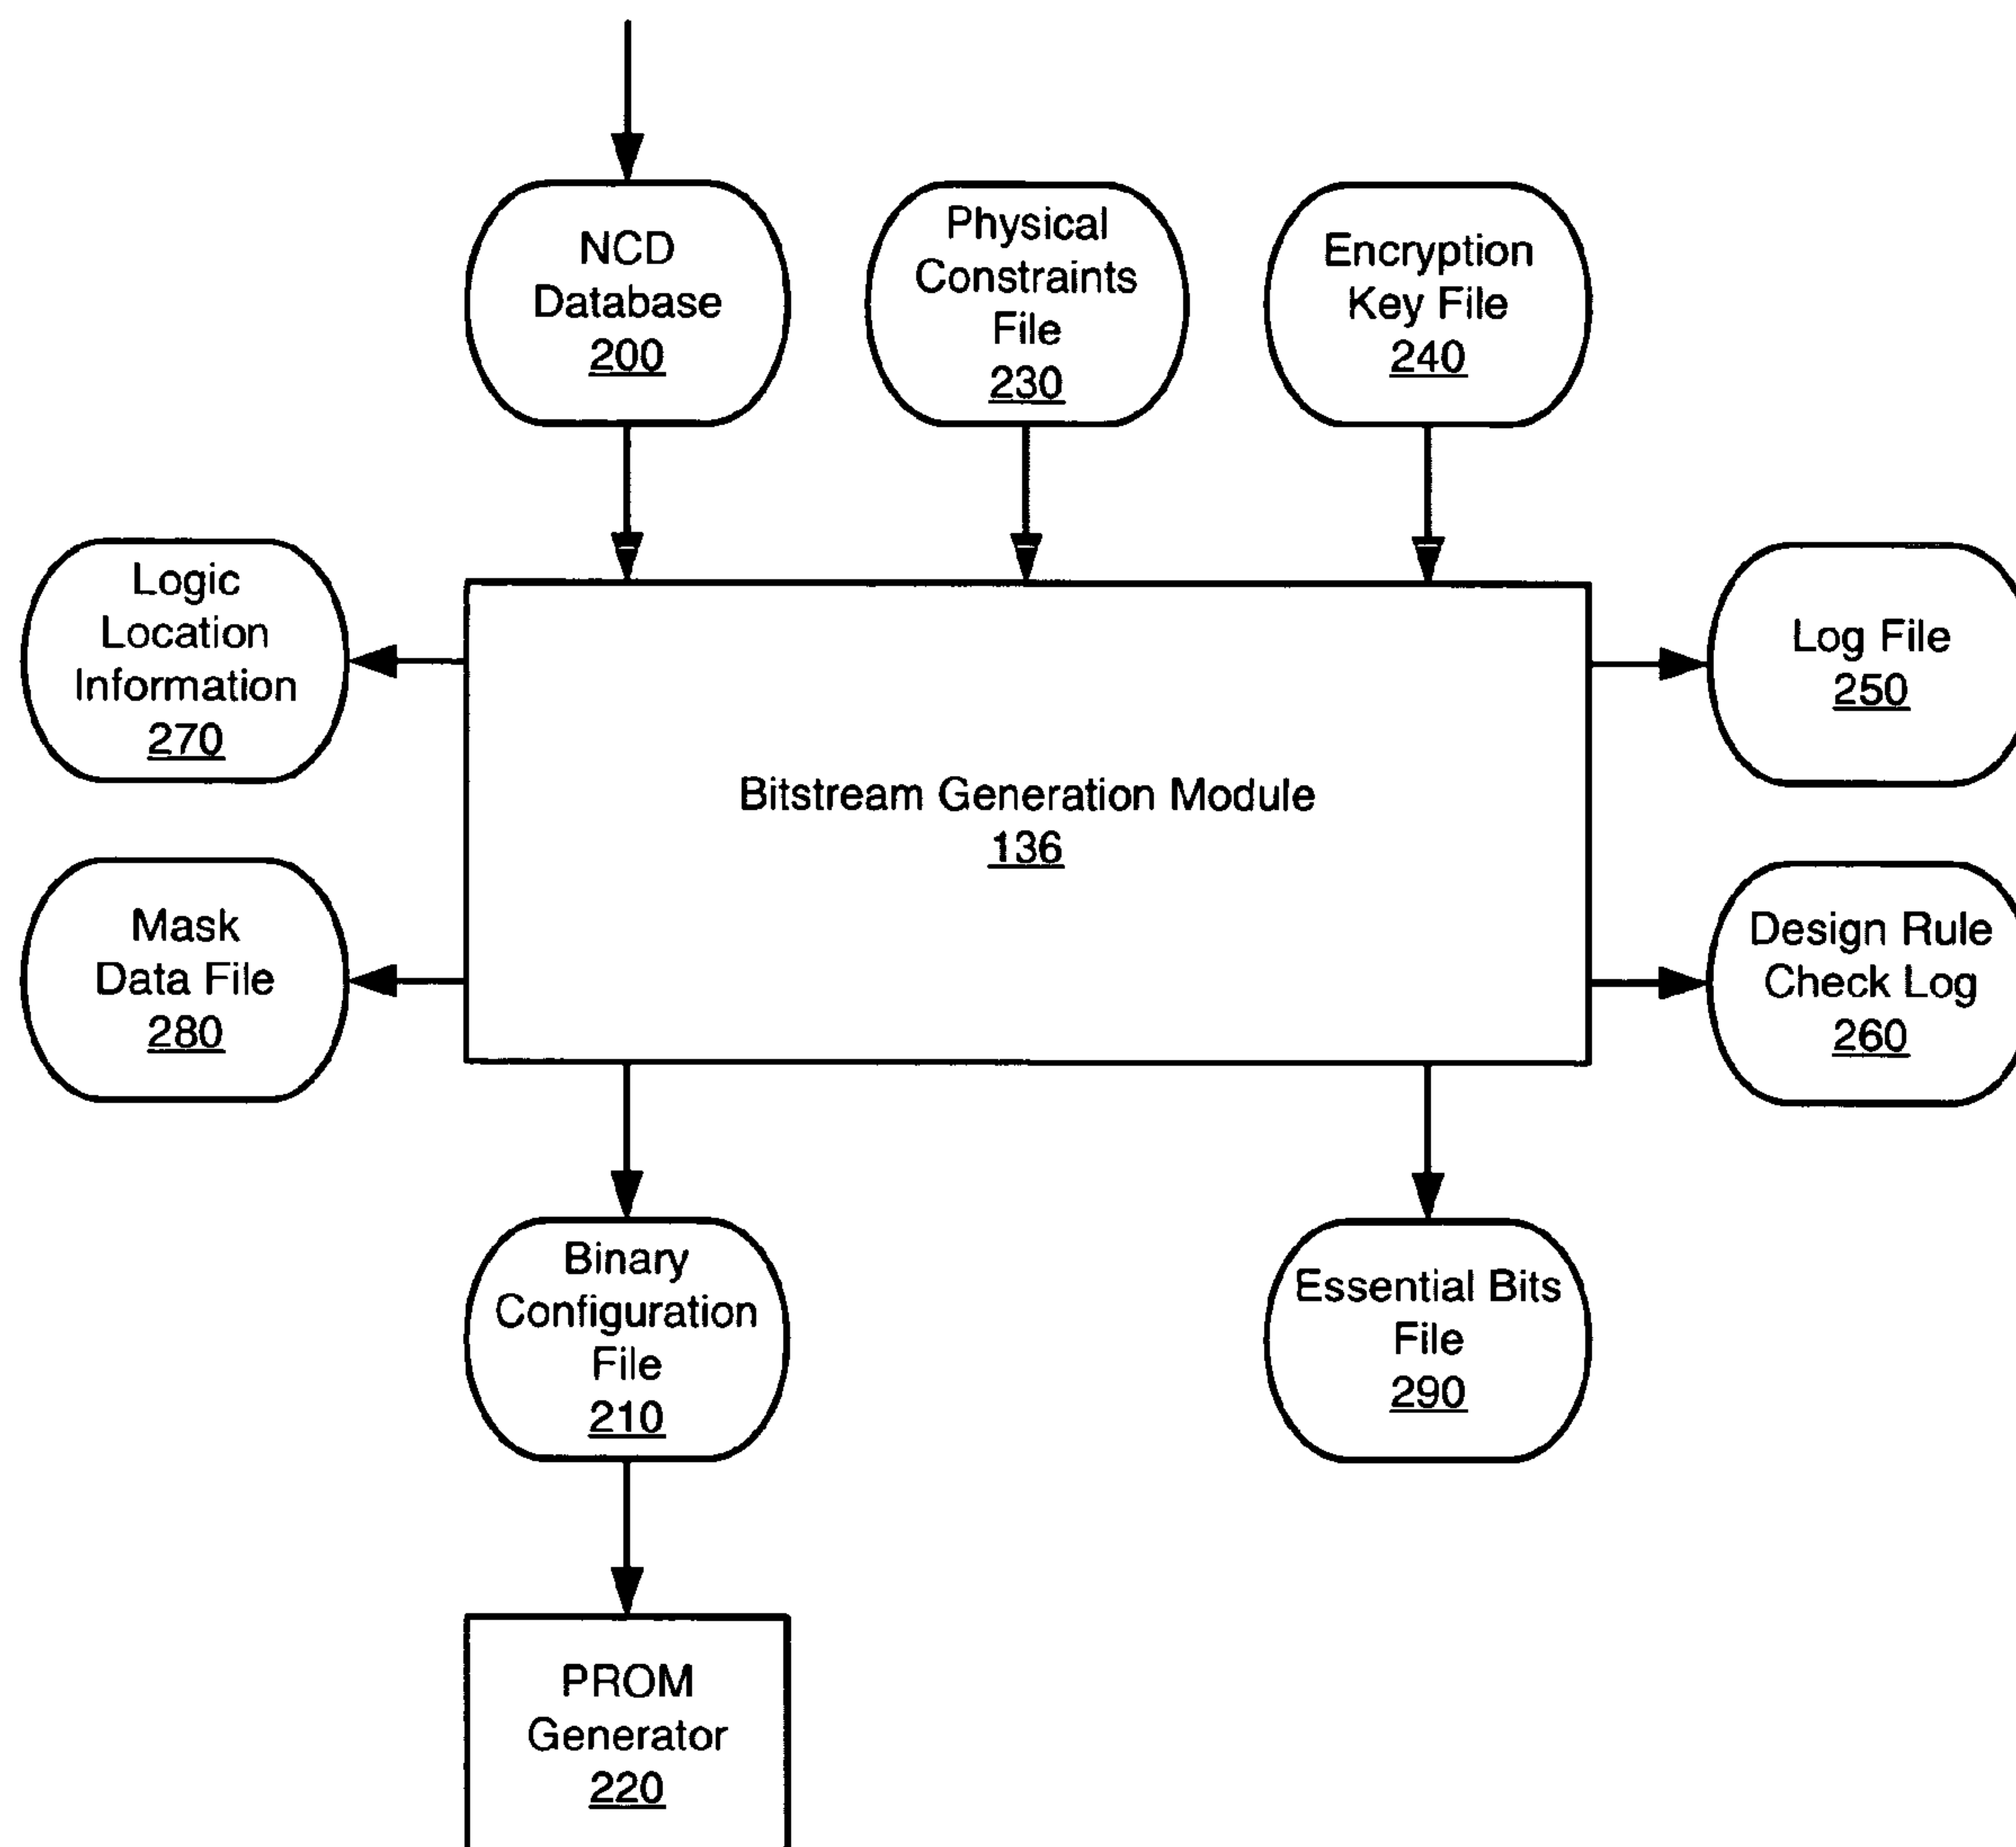 NCD
Database
200
Physical
Constraints
File
230
Encryption
Key File
240
Logic
Location
Information
270
Log File
250
Bitstream Generation Module
136
Mask
Data File
280
Design Rule
Check Log
260
Binary
Configuration
File
210
Essential Bits
File
290
PROM
Generator
220